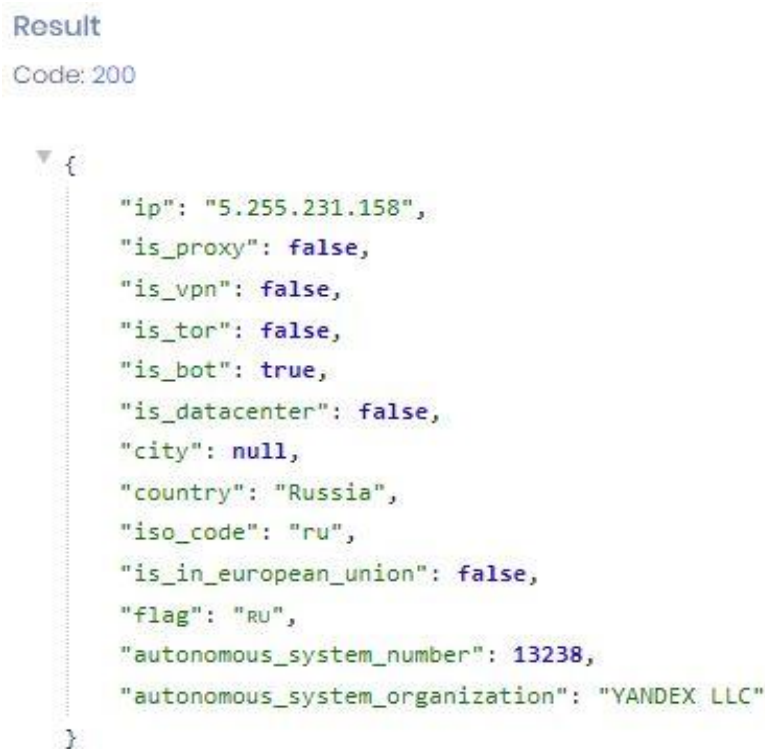 Result
Code: 200
{
"ip": "5.255.231.158",
"is_proxy": false,
"is_vpn": false,
"is_tor": false,
"is_bot": true,
"is_datacenter": false,
"city": null,
"country": "Russia",
"iso_code": "ru",
"is_in_european_union": false,
"flag": "RU",
"autonomous_system_number": 13238,
"autonomous_system_organization": "YANDEX LLC"
}